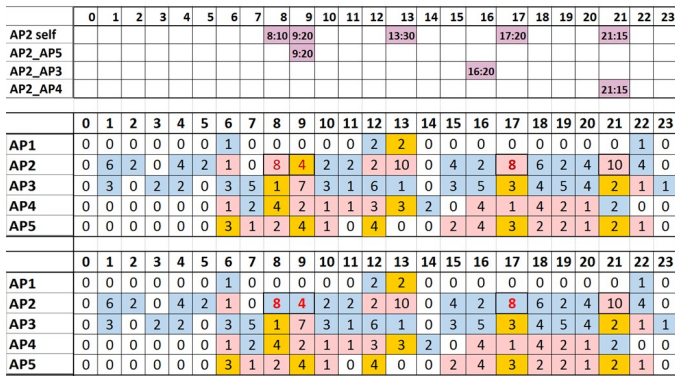 0 1 2 3 4 5 6 7 8 9 10 11 12 13 14 15 16 17 18 19 20 21 22 23
AP2 self 8:10 9:20 13:30 17:20 21:15
AP2_AP5 9:20
AP2_AP3 16:20
AP2_AP4 21:15
0 1 2 3 4 5 6 7 8 9 10 11 12 13 14 15 16 17 18 19 20 21 22 23
AP1 0 0 0 0 0 0 1 0 0 0 0 0 2 2 0 0 0 0 0 0 0 0 1 0
AP2 0 6 2 0 4 2 1 0 8 4 2 2 2 10 0 4 2 8 6 2 4 10 4 0
AP3 0 3 0 2 2 0 3 5 1 7 3 1 6 1 0 3 5 3 4 5 4 2 1 1
AP4 0 0 0 0 0 0 1 2 4 2 1 1 3 3 2 0 4 1 4 2 1 2 0 0
AP5 0 0 0 0 0 0 3 1 2 4 1 0 4 0 0 2 4 3 2 2 1 2 1 0
0 1 2 3 4 5 6 7 8 9 10 11 12 13 14 15 16 17 18 19 20 21 22 23
AP1 0 0 0 0 0 0 1 0 0 0 0 0 2 2 0 0 0 0 0 0 0 0 1 0
AP2 0 6 2 0 4 2 1 0 8 4 2 2 2 10 0 4 2 8 6 2 4 10 4 0
AP3 0 3 0 2 2 0 3 5 1 7 3 1 6 1 0 3 5 3 4 5 4 2 1 1
AP4 0 0 0 0 0 0 1 2 4 2 1 1 3 3 2 0 4 1 4 2 1 2 0 0
AP5 0 0 0 0 0 0 3 1 2 4 1 0 4 0 0 2 4 3 2 2 1 2 1 0